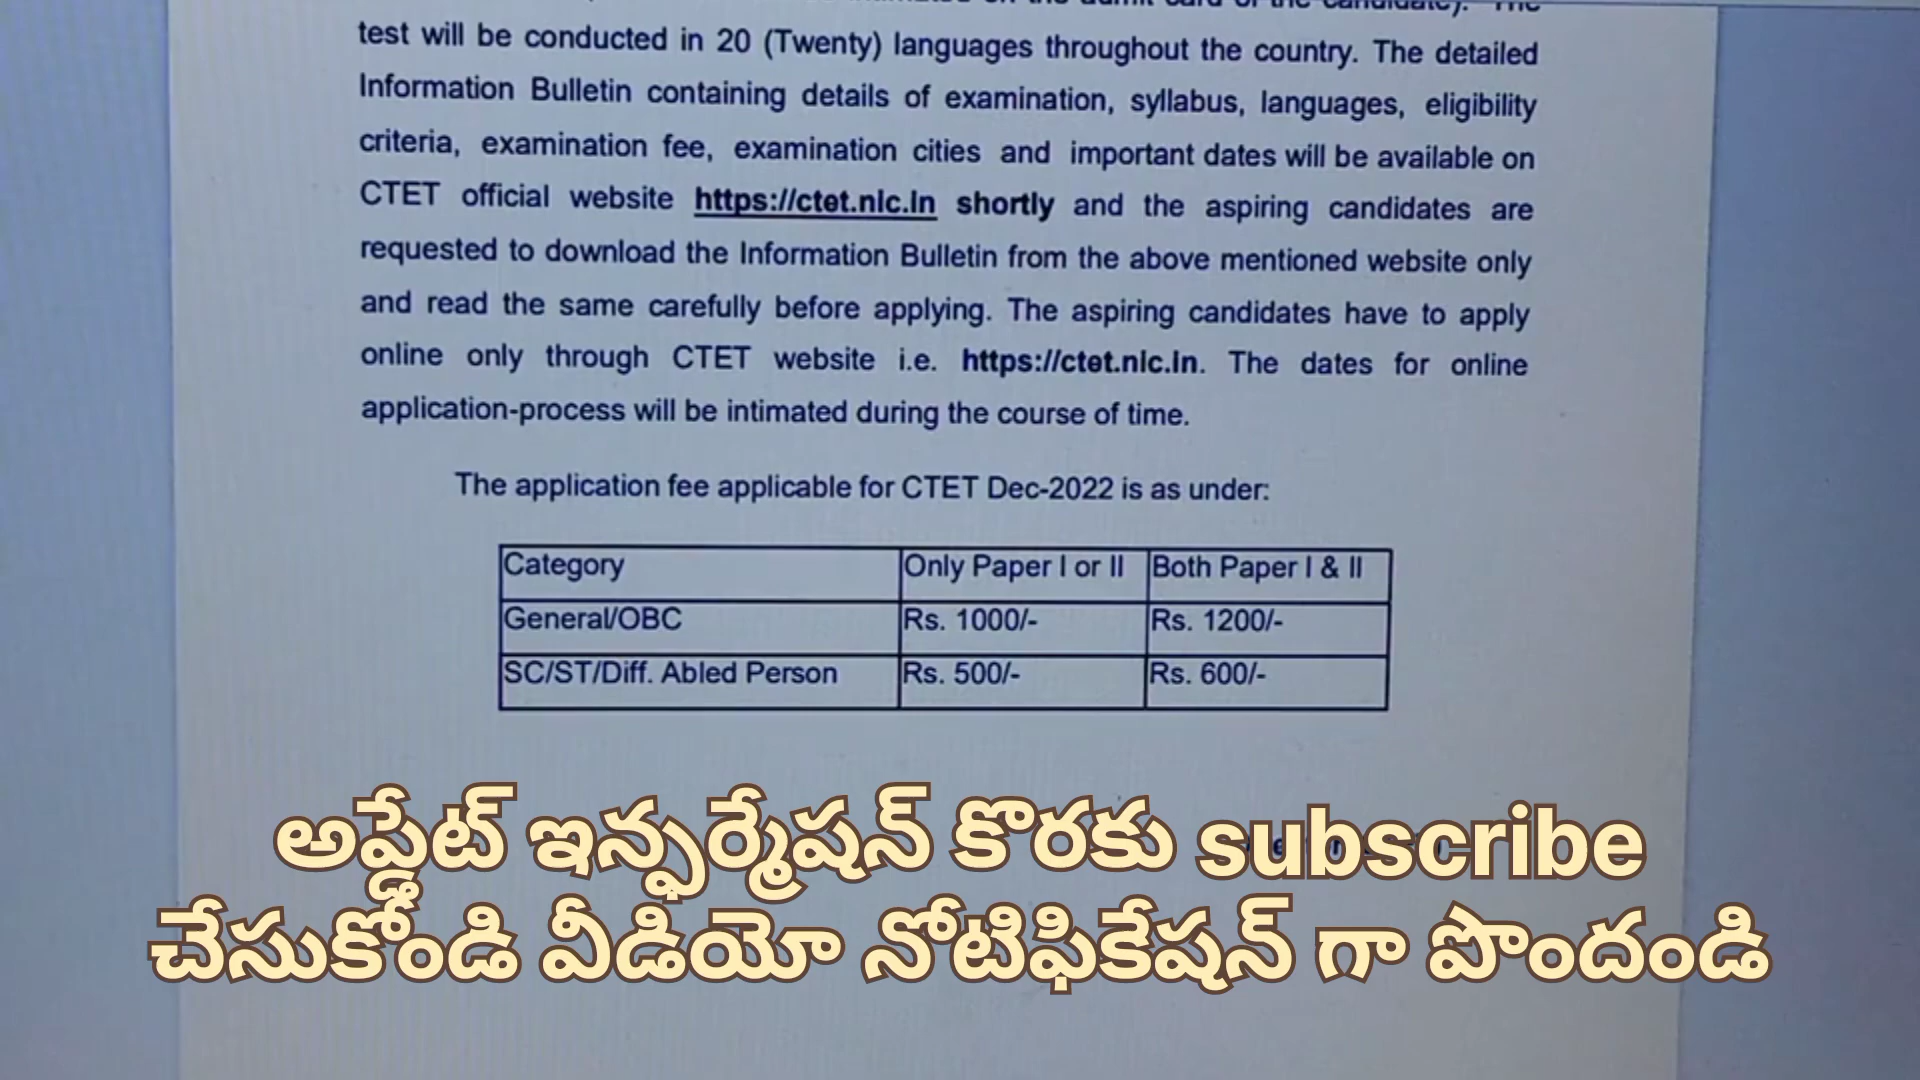 test will be conducted in 20 (Twenty) languages throughout the country. The detailed
Information Bulletin containing details of examination, syllabus, languages, eligibility
criteria, examination fee, examination cities and important dates will be available on
CTET official website https://ctet.nic.in shortly and the aspiring candidates are
requested to download the Information Bulletin from the above mentioned website only
and read the same carefully before applying. The aspiring candidates have to apply
online only through CTET website i.e. https://ctet.nic.in. The dates for online
application-process will be intimated during the course of time.
The application fee applicable for CTET Dec-2022 is as under:
Category Only Paper I or II Both Paper I & II
General/OBC Rs. 1000/- Rs. 1200/-
SC/ST/Diff. Abled Person Rs. 500/- Rs. 600/-
అప్డేట్ ఇన్ఫర్మేషన్ కొరకు subscribe
చేసుకోండి వీడియో నోటిఫికేషన్ గా పొందండి